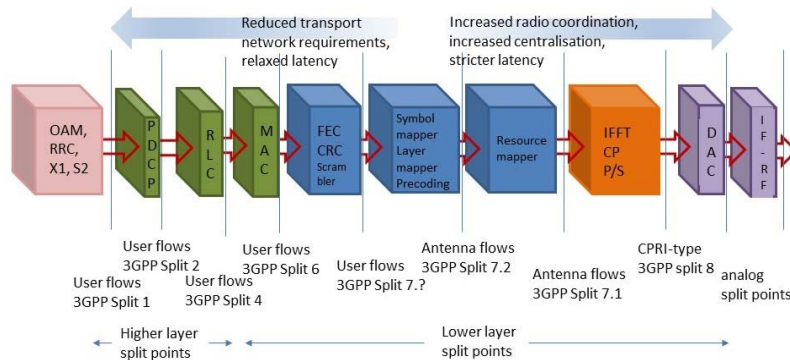 Reduced transport
network requirements,
relaxed latency
Increased radio coordination,
increased centralisation,
stricter latency
OAM,
RRC,
X1, S2
PDCP
RLC
MAC
FEC
CRC
Scram
bler
Symbol
mapper
Layer
mapper
Precoding
Resource
mapper
IFFT
CP
P/S
DAC
IF-RF
User flows
3GPP Split 1
User flows
3GPP Split 2
User flows
3GPP Split 4
User flows
3GPP Split 6
User flows
3GPP Split 7.?
Antenna flows
3GPP Split 7.2
Antenna flows
3GPP Split 7.1
CPRI-type
3GPP split 8
analog
split points
Higher layer
split points
Lower layer
split points